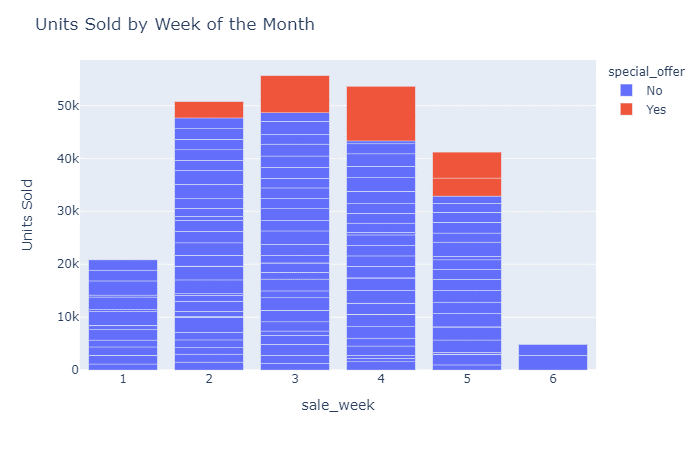 Units Sold by Week of the Month
special_offer
No
Yes
50k
40k
30k
20k
10k
0
Units Sold
1 2 3 4 5 6
sale_week